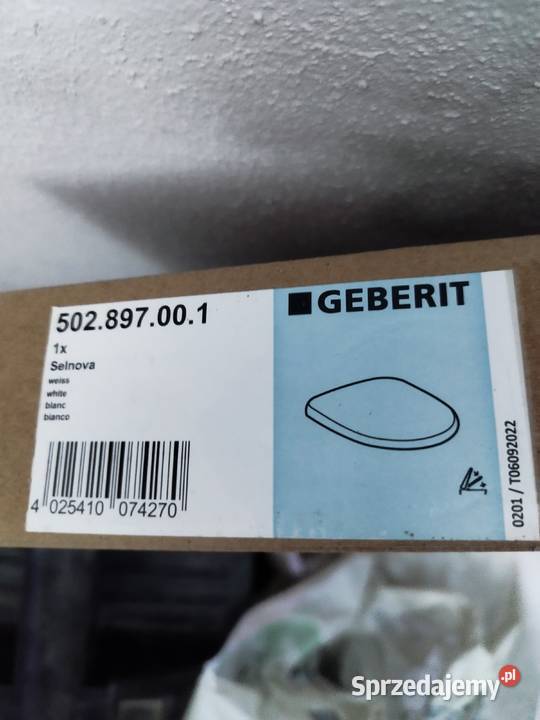 502.897.00.1
1x
Selnova
weiss
white
blanc
bianco
4 025410 074270
GEBERIT
0201 / T06092022
Sprzedajemy.pl